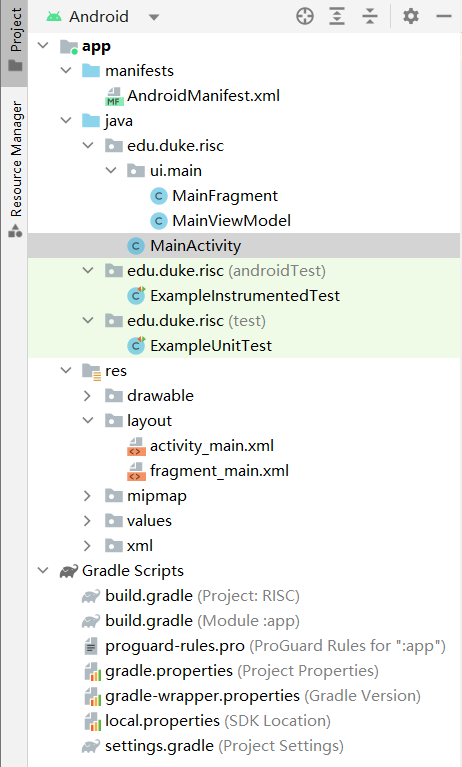 Project
Resource Manager
Android
app
manifests
MF
AndroidManifest.xml
java
edu.duke.risc
ui.main
C MainFragment
C MainViewModel
C MainActivity
edu.duke.risc (androidTest)
C ExampleInstrumentedTest
edu.duke.risc (test)
C ExampleUnitTest
res
drawable
layout
activity_main.xml
fragment_main.xml
mipmap
values
xml
Gradle Scripts
build.gradle (Project: RISC)
build.gradle (Module :app)
proguard-rules.pro (ProGuard Rules for ":app")
gradle.properties (Project Properties)
gradle-wrapper.properties (Gradle Version)
local.properties (SDK Location)
settings.gradle (Project Settings)